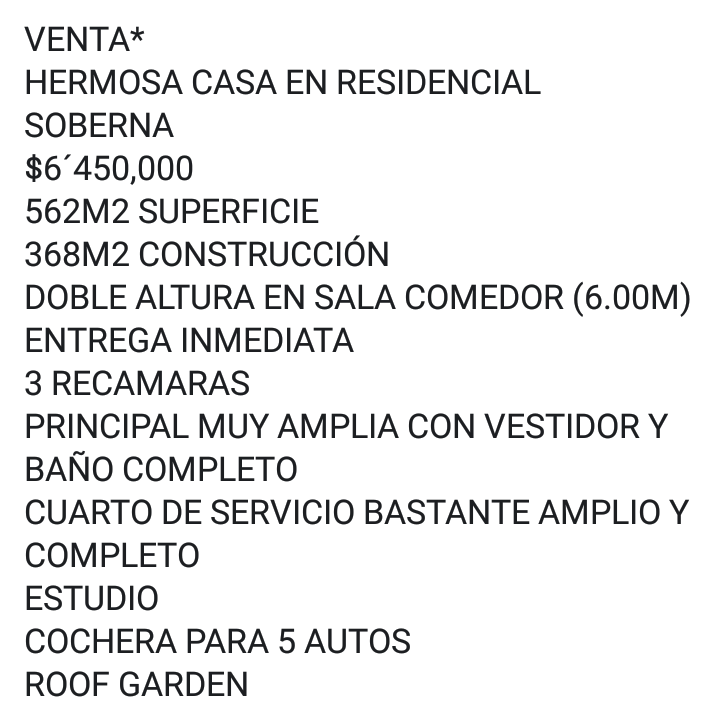 VENTA*
HERMOSA CASA EN RESIDENCIAL
SOBERNA
$6´450,000
562M2 SUPERFICIE
368M2 CONSTRUCCIÓN
DOBLE ALTURA EN SALA COMEDOR (6.00M)
ENTREGA INMEDIATA
3 RECAMARAS
PRINCIPAL MUY AMPLIA CON VESTIDOR Y
BAÑO COMPLETO
CUARTO DE SERVICIO BASTANTE AMPLIO Y
COMPLETO
ESTUDIO
COCHERA PARA 5 AUTOS
ROOF GARDEN